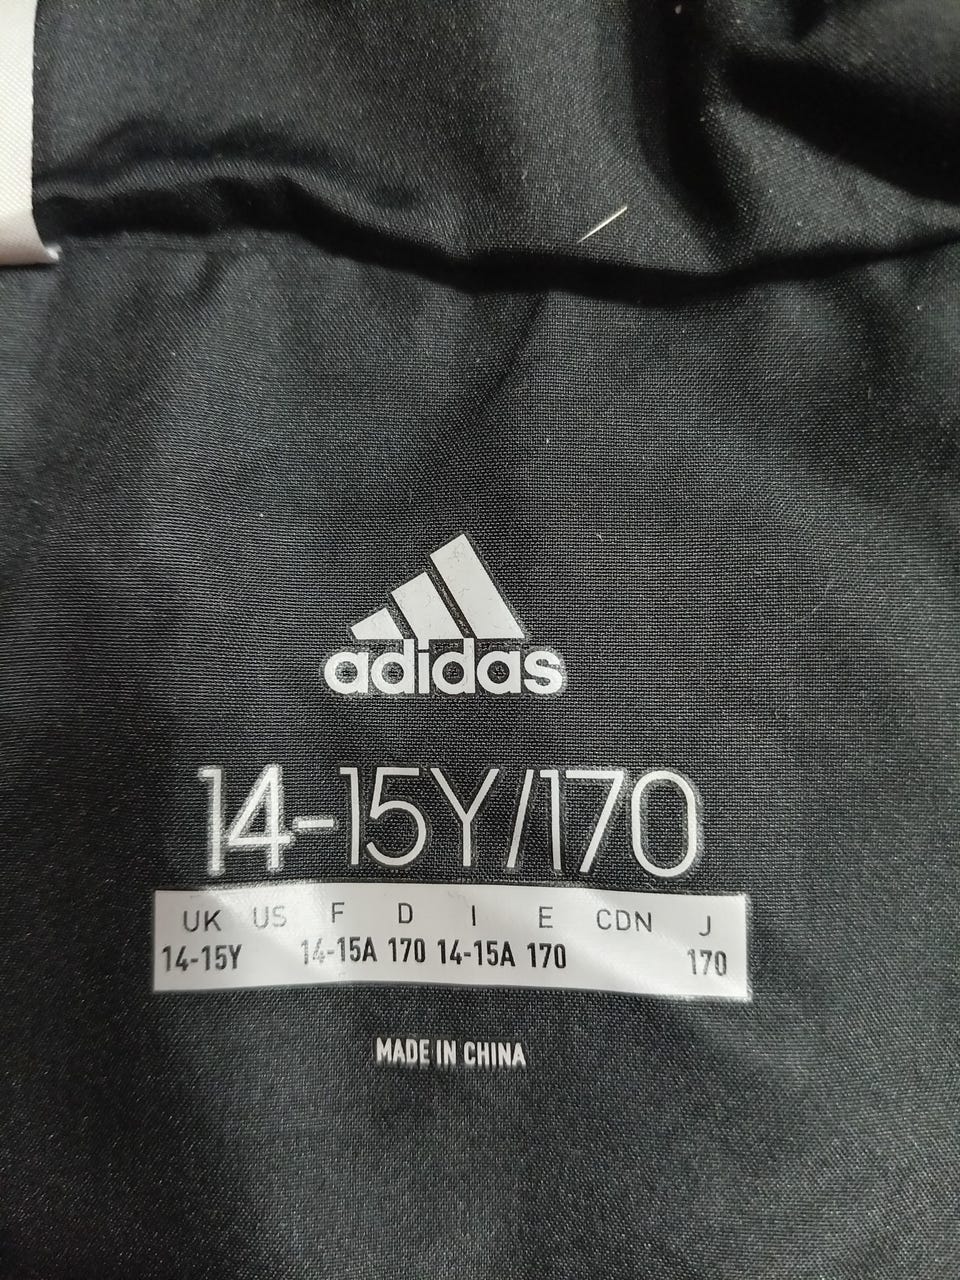 adidas
14-15Y/170
UK US F D I E CDN J
14-15Y 14-15A 170 14-15A 170 170
MADE IN CHINA